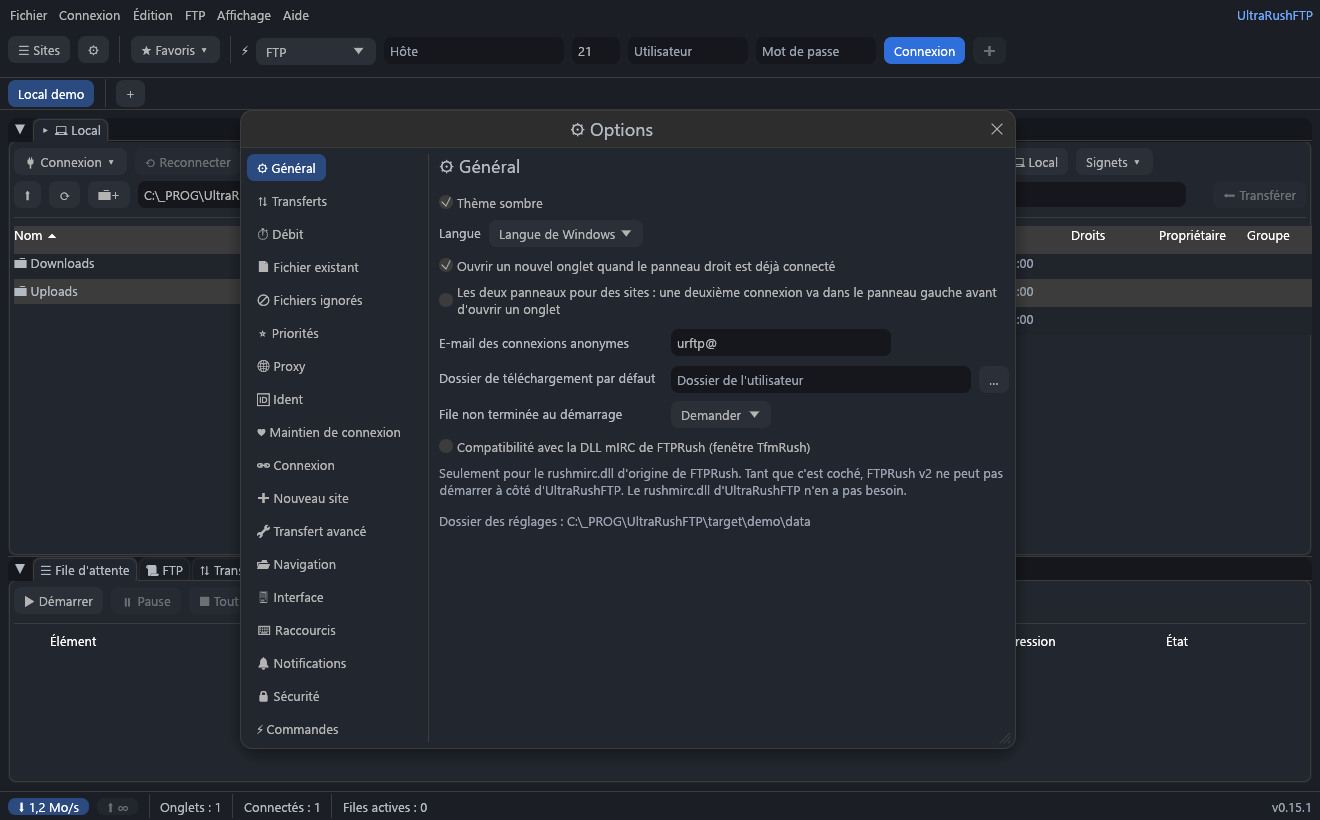 Fichier Connexion Édition FTP Affichage Aide UltraRushFTP
Sites Favoris FTP Hôte 21 Utilisateur Mot de passe Connexion +
Local demo +
Local
Options
Connexion Reconnecter
Local Signets
C:\_PROG\UltraR
Transférer
Nom
Droits Propriétaire Groupe
Downloads
:00
Uploads
:00
:00
Général
Transferts
Débit
Fichier existant
Fichiers ignorés
Priorités
Proxy
Ident
Maintien de connexion
Connexion
Nouveau site
Transfert avancé
Navigation
Interface
Raccourcis
Notifications
Sécurité
Commandes
Général
Thème sombre
Langue Langue de Windows
Ouvrir un nouvel onglet quand le panneau droit est déjà connecté
Les deux panneaux pour des sites : une deuxième connexion va dans le panneau gauche avant
d'ouvrir un onglet
E-mail des connexions anonymes urftp@
Dossier de téléchargement par défaut Dossier de l'utilisateur ...
File non terminée au démarrage Demander
Compatibilité avec la DLL mIRC de FTPRush (fenêtre TfmRush)
Seulement pour le rushmirc.dll d'origine de FTPRush. Tant que c'est coché, FTPRush v2 ne peut pas
démarrer à côté d'UltraRushFTP. Le rushmirc.dll d'UltraRushFTP n'en a pas besoin.
Dossier des réglages : C:\_PROG\UltraRushFTP\target\demo\data
File d'attente FTP Trans
Démarrer Pause Tout
Élément ression État
1,2 Mo/s ∞ Onglets : 1 Connectés : 1 Files actives : 0 v0.15.1